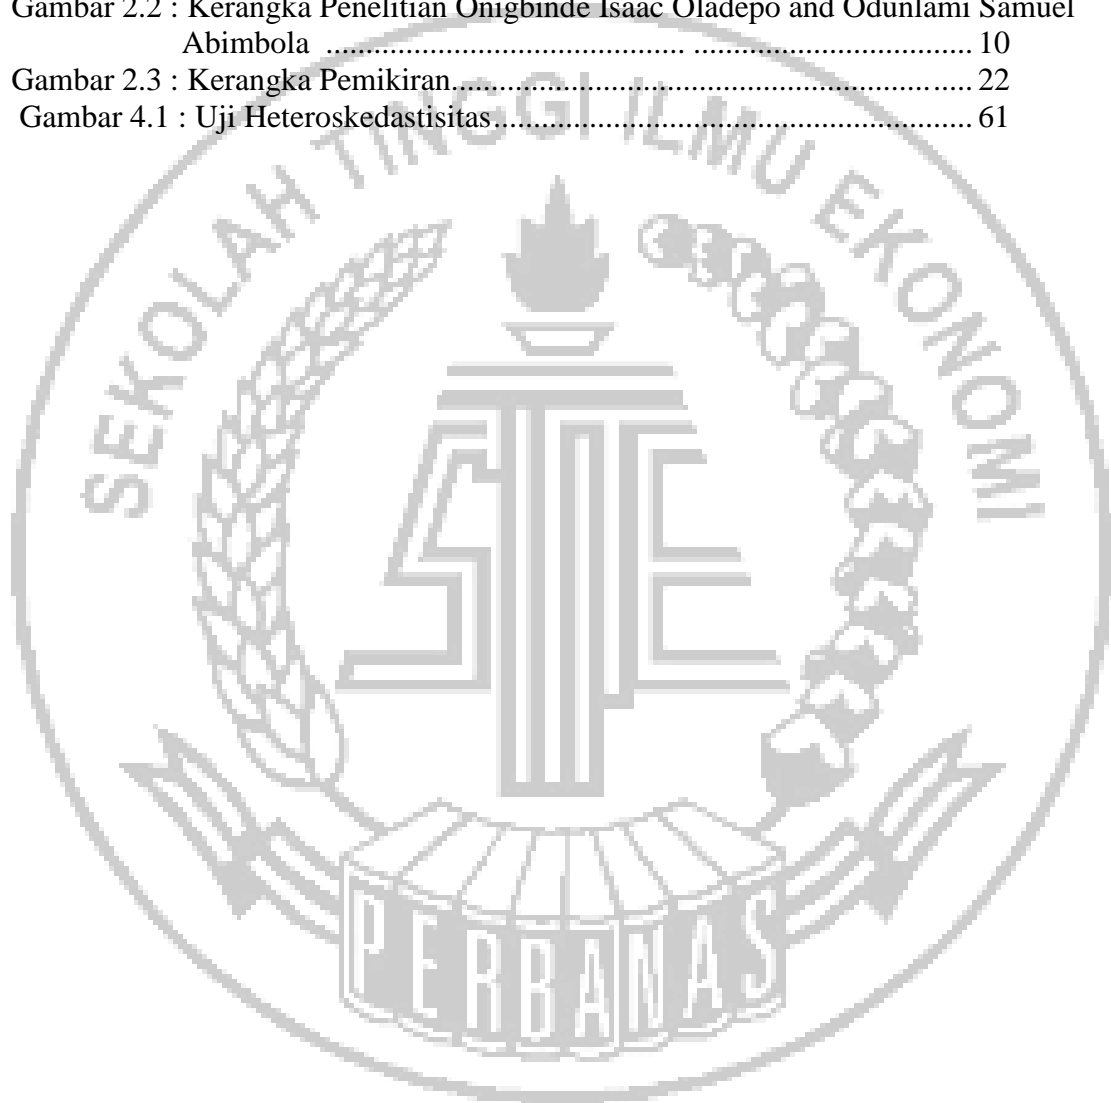 Gambar 2.2 : Kerangka Penelitian Onigbinde Isaac Oladepo and Odunlami Samuel
Abimbola ............................................. ................................... 10
Gambar 2.3 : Kerangka Pemikiran................................................................. 22
Gambar 4.1 : Uji Heteroskedastisitas............................................................ 61
SEKOLAH TINGGI ILMU EKONOMI
STIE
PERBANAS